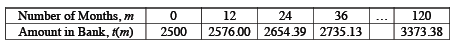 Number of Months, m 0 12 24 36 ... 120
Amount in Bank, t(m) 2500 2576.00 2654.39 2735.13 3373.38